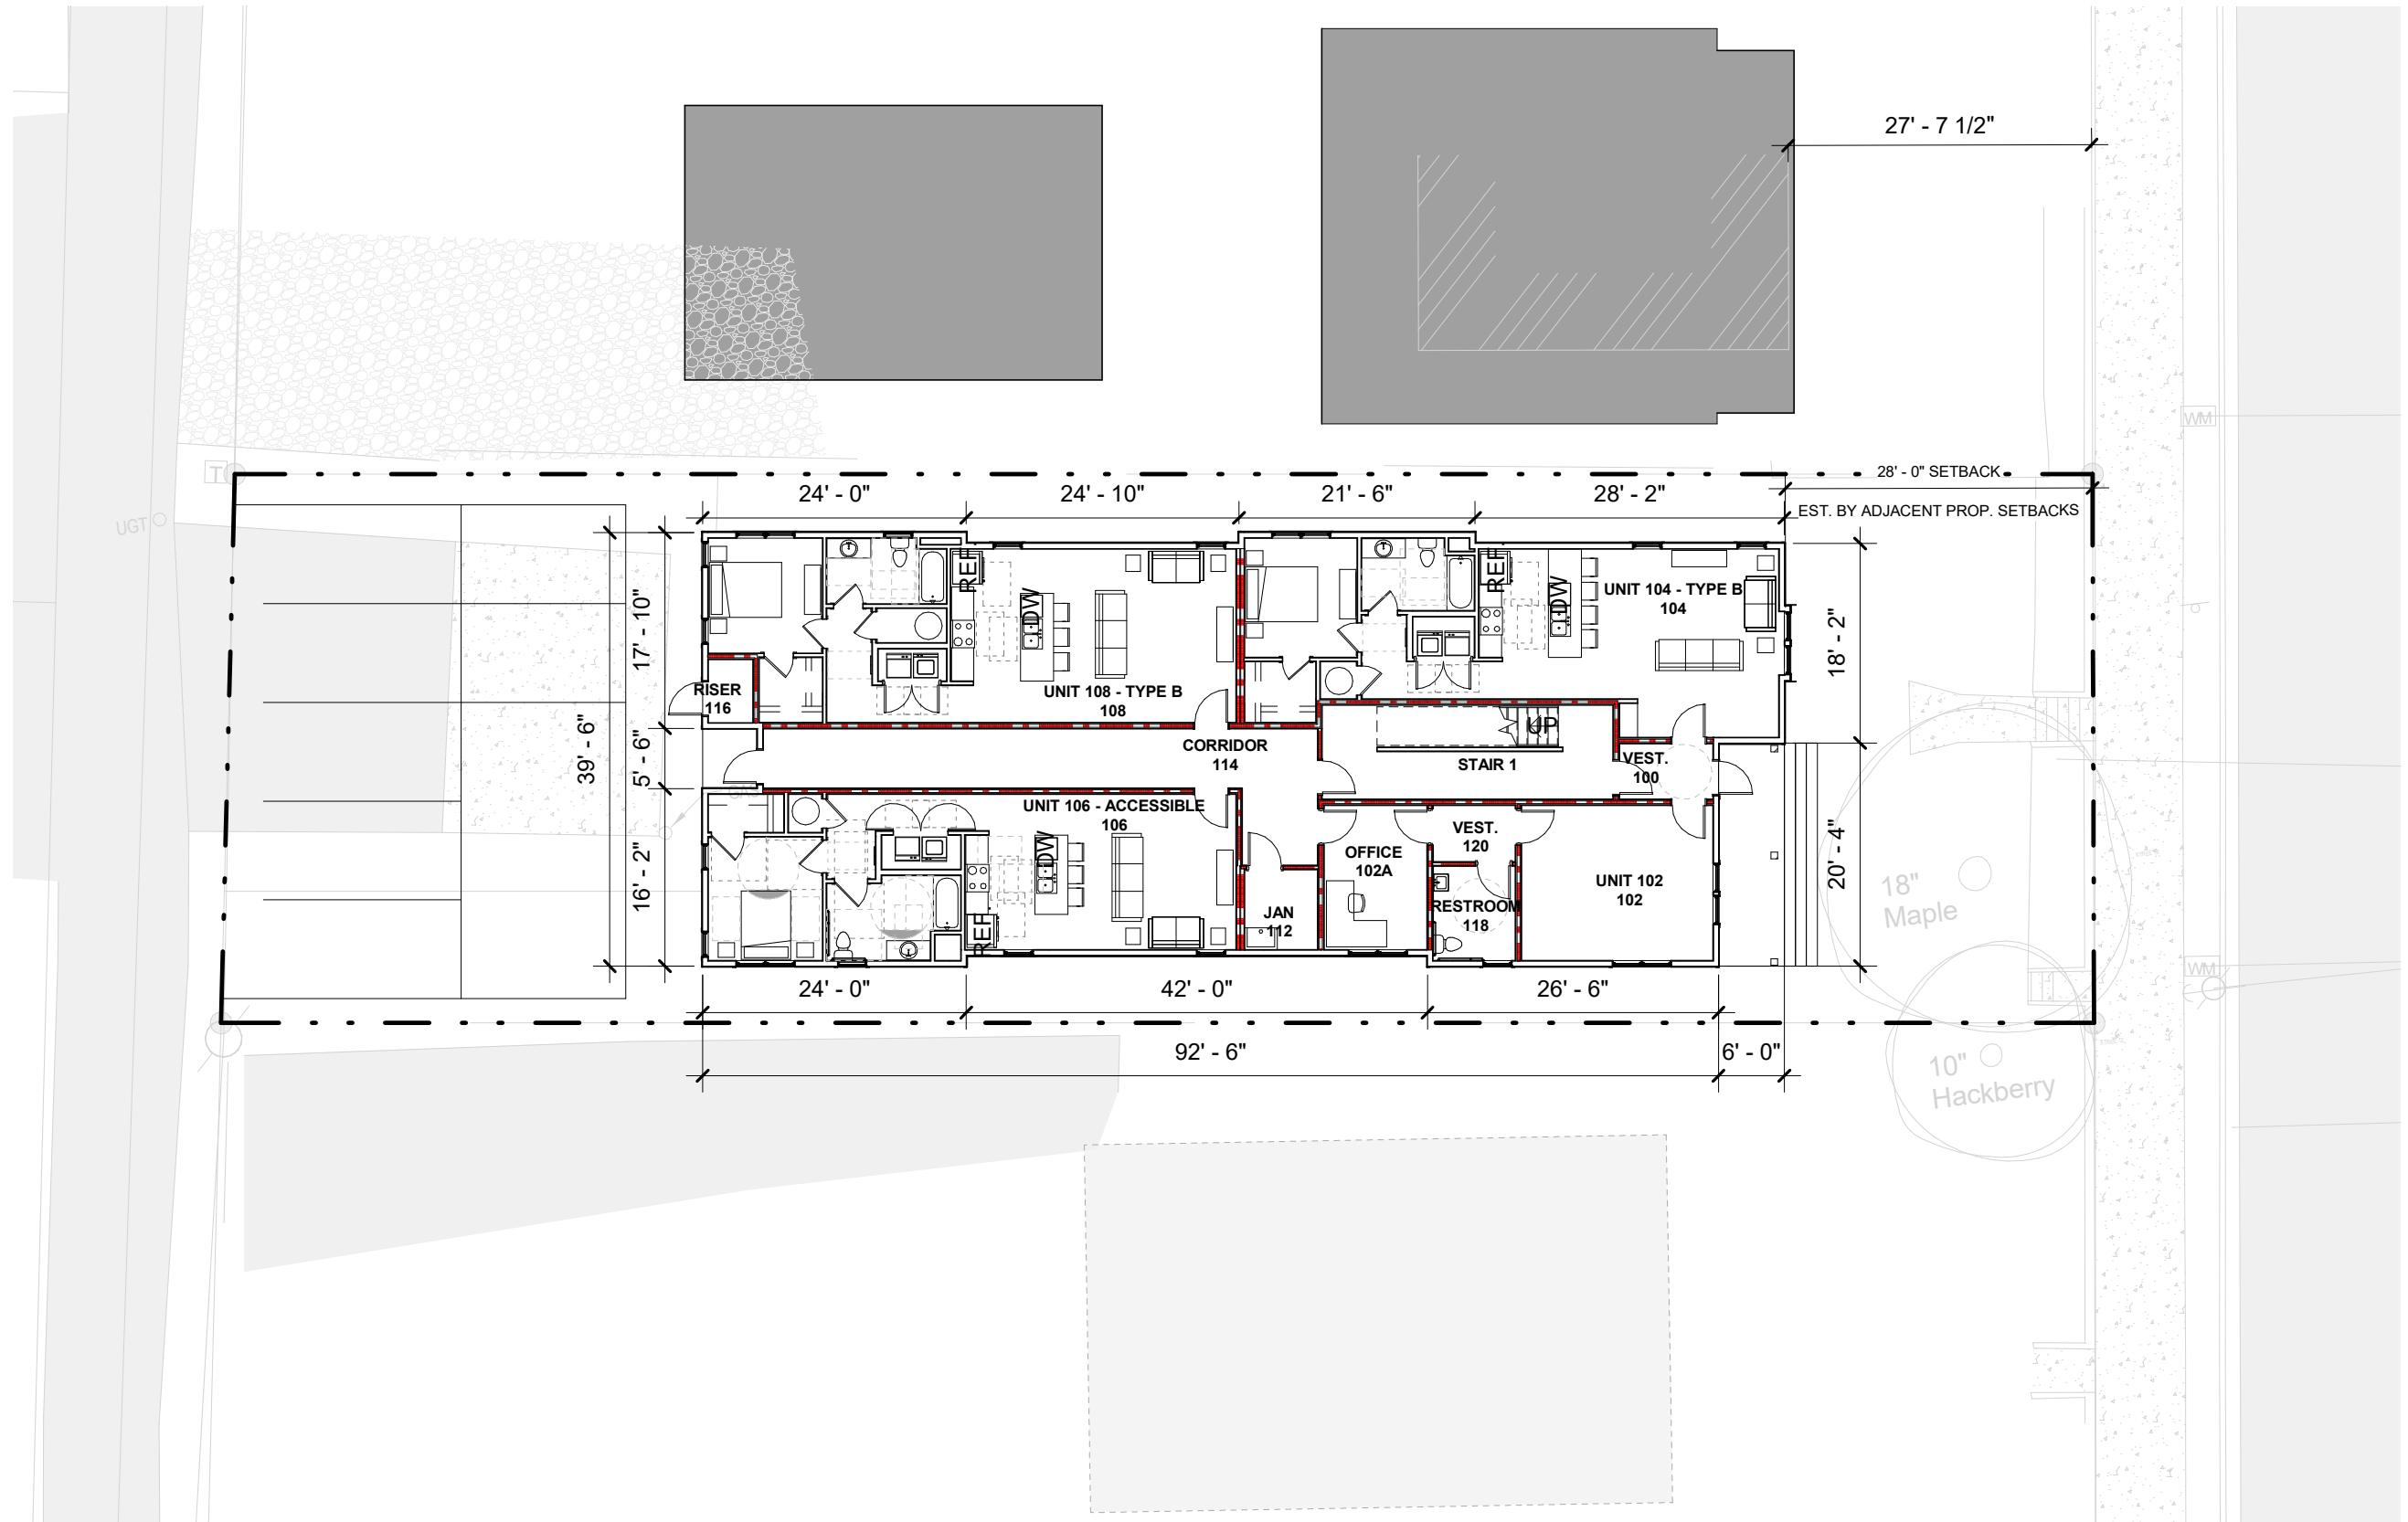 27' - 7 1/2"
WM
T
28' - 0" SETBACK
24' - 0"
24' - 10"
21' - 6"
28' - 2"
EST. BY ADJACENT PROP. SETBACKS
UGT
REF
REF
DW
DW
UNIT 104 - TYPE B
104
17' - 10"
18' - 2"
RISER
116
UNIT 108 - TYPE B
108
UP
39' - 6"
5' - 6"
CORRIDOR
114
STAIR 1
VEST.
100
UNIT 106 - ACCESSIBLE
106
DW
VEST.
120
OFFICE
102A
16' - 2"
20' - 4"
UNIT 102
102
18"
Maple
REF
JAN
112
RESTROOM
118
WM
24' - 0"
42' - 0"
26' - 6"
92' - 6"
6' - 0"
10"
Hackberry